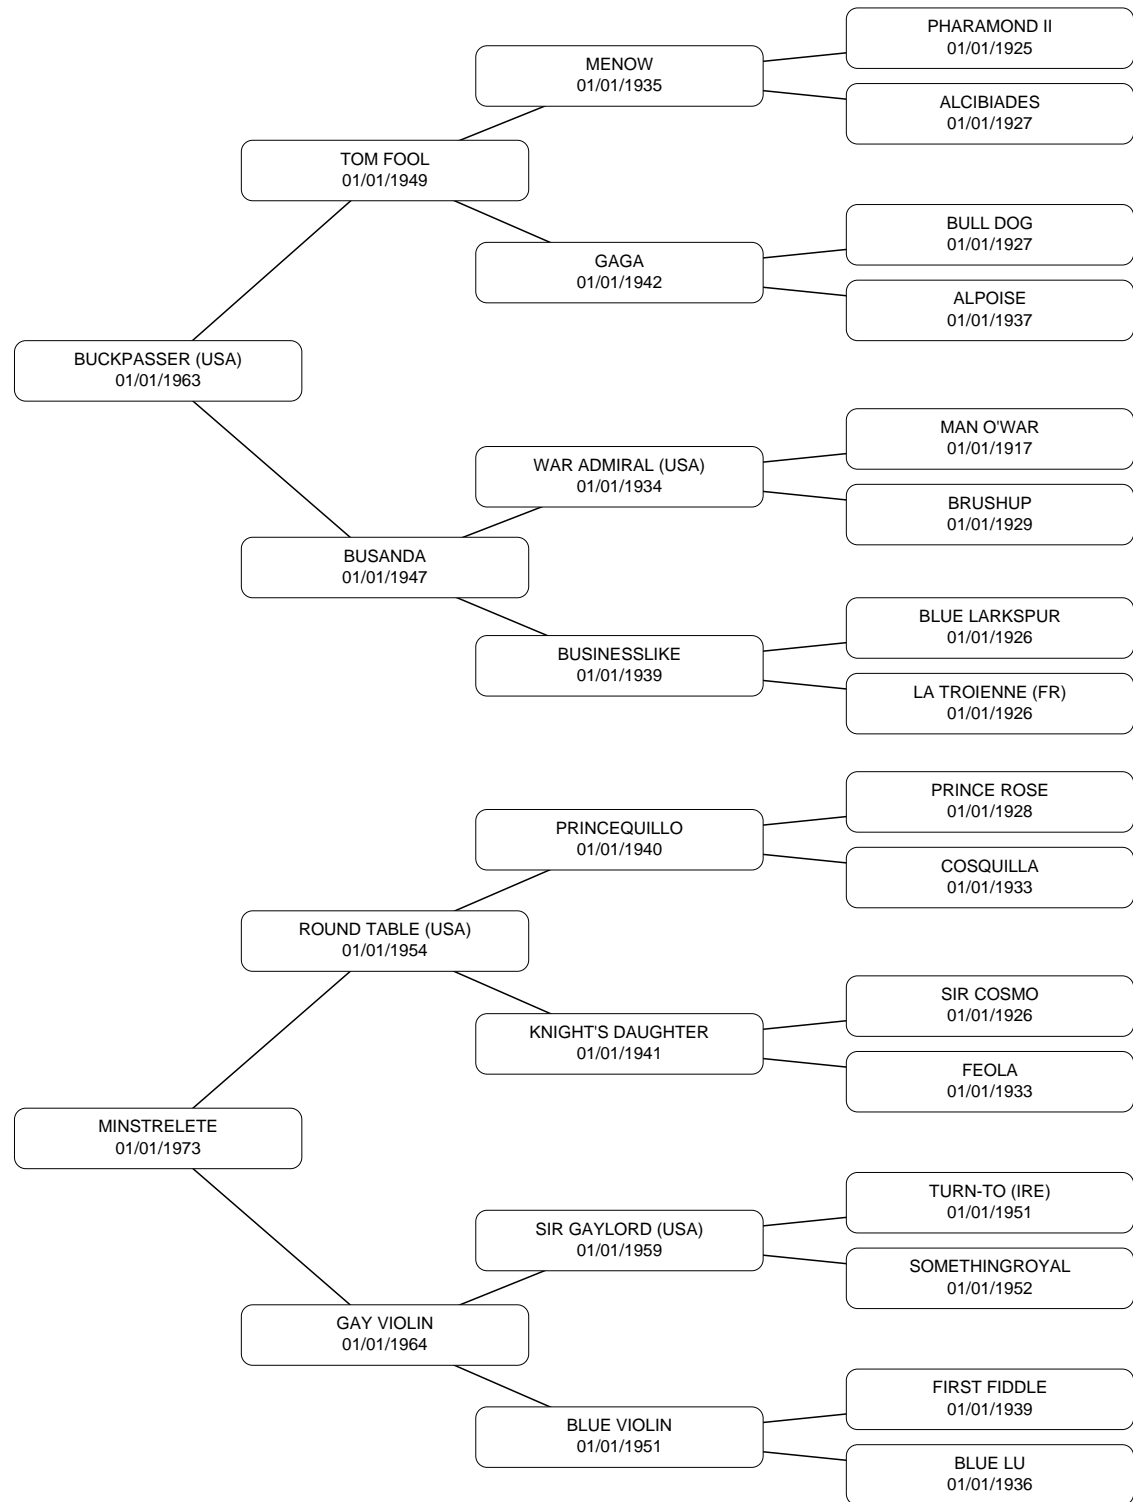 PHARAMOND II
01/01/1925
MENOW
01/01/1935
ALCIBIADES
01/01/1927
TOM FOOL
01/01/1949
BULL DOG
01/01/1927
GAGA
01/01/1942
ALPOISE
01/01/1937
BUCKPASSER (USA)
01/01/1963
MAN O'WAR
01/01/1917
WAR ADMIRAL (USA)
01/01/1934
BRUSHUP
01/01/1929
BUSANDA
01/01/1947
BLUE LARKSPUR
01/01/1926
BUSINESSLIKE
01/01/1939
LA TROIENNE (FR)
01/01/1926
PRINCE ROSE
01/01/1928
PRINCEQUILLO
01/01/1940
COSQUILLA
01/01/1933
ROUND TABLE (USA)
01/01/1954
SIR COSMO
01/01/1926
KNIGHT'S DAUGHTER
01/01/1941
FEOLA
01/01/1933
MINSTRELETE
01/01/1973
TURN-TO (IRE)
01/01/1951
SIR GAYLORD (USA)
01/01/1959
SOMETHINGROYAL
01/01/1952
GAY VIOLIN
01/01/1964
FIRST FIDDLE
01/01/1939
BLUE VIOLIN
01/01/1951
BLUE LU
01/01/1936